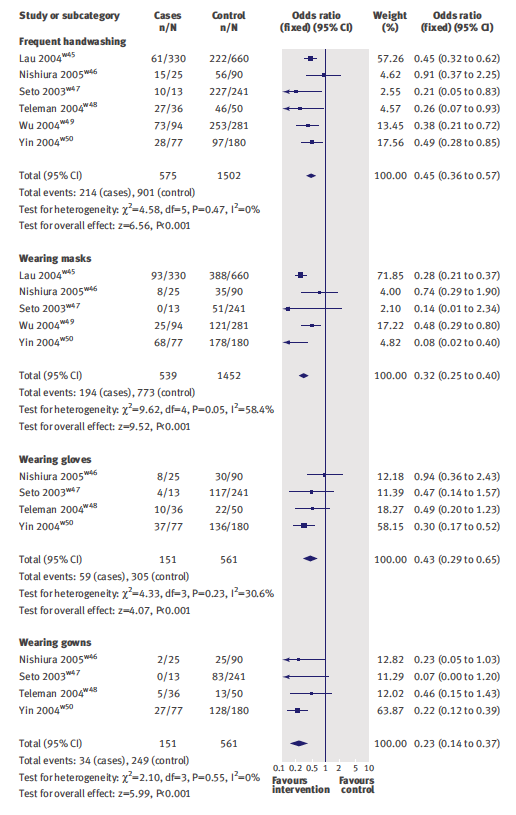 Study or subcategory Cases Control Odds ratio Weight Odds ratio
n/N n/N (fixed) (95% CI) (%) (fixed) (95% CI)
Frequent handwashing
Lau 2004w45 61/330 222/660 57.26 0.45 (0.32 to 0.62)
Nishiura 2005w46 15/25 56/90 4.62 0.91 (0.37 to 2.25)
Seto 2003w47 10/13 227/241 2.55 0.21 (0.05 to 0.83)
Teleman 2004w48 27/36 46/50 4.57 0.26 (0.07 to 0.93)
Wu 2004w49 73/94 253/281 13.45 0.38 (0.21 to 0.72)
Yin 2004w50 28/77 97/180 17.56 0.49 (0.28 to 0.85)
Total (95% CI) 575 1502 100.00 0.45 (0.36 to 0.57)
Total events: 214 (cases), 901 (control)
Test for heterogeneity: χ²=4.58, df=5, P=0.47, I²=0%
Test for overall effect: z=6.56, P<0.001
Wearing masks
Lau 2004w45 93/330 388/660 71.85 0.28 (0.21 to 0.37)
Nishiura 2005w46 8/25 35/90 4.00 0.74 (0.29 to 1.90)
Seto 2003w47 0/13 51/241 2.10 0.14 (0.01 to 2.34)
Wu 2004w49 25/94 121/281 17.22 0.48 (0.29 to 0.80)
Yin 2004w50 68/77 178/180 4.82 0.08 (0.02 to 0.40)
Total (95% CI) 539 1452 100.00 0.32 (0.25 to 0.40)
Total events: 194 (cases), 773 (control)
Test for heterogeneity: χ²=9.62, df=4, P=0.05, I²=58.4%
Test for overall effect: z=9.52, P<0.001
Wearing gloves
Nishiura 2005w46 8/25 30/90 12.18 0.94 (0.36 to 2.43)
Seto 2003w47 4/13 117/241 11.39 0.47 (0.14 to 1.57)
Teleman 2004w48 10/36 22/50 18.27 0.49 (0.20 to 1.23)
Yin 2004w50 37/77 136/180 58.15 0.30 (0.17 to 0.52)
Total (95% CI) 151 561 100.00 0.43 (0.29 to 0.65)
Total events: 59 (cases), 305 (control)
Test for heterogeneity: χ²=4.33, df=3, P=0.23, I²=30.6%
Test for overall effect: z=4.07, P<0.001
Wearing gowns
Nishiura 2005w46 2/25 25/90 12.82 0.23 (0.05 to 1.03)
Seto 2003w47 0/13 83/241 11.29 0.07 (0.00 to 1.20)
Teleman 2004w48 5/36 13/50 12.02 0.46 (0.15 to 1.43)
Yin 2004w50 27/77 128/180 63.87 0.22 (0.12 to 0.39)
Total (95% CI) 151 561 100.00 0.23 (0.14 to 0.37)
Total events: 34 (cases), 249 (control)
Test for heterogeneity: χ²=2.10, df=3, P=0.55, I²=0%
Test for overall effect: z=5.99, P<0.001
0.1 0.2 0.5 1 2 5 10
Favours Favours
intervention control